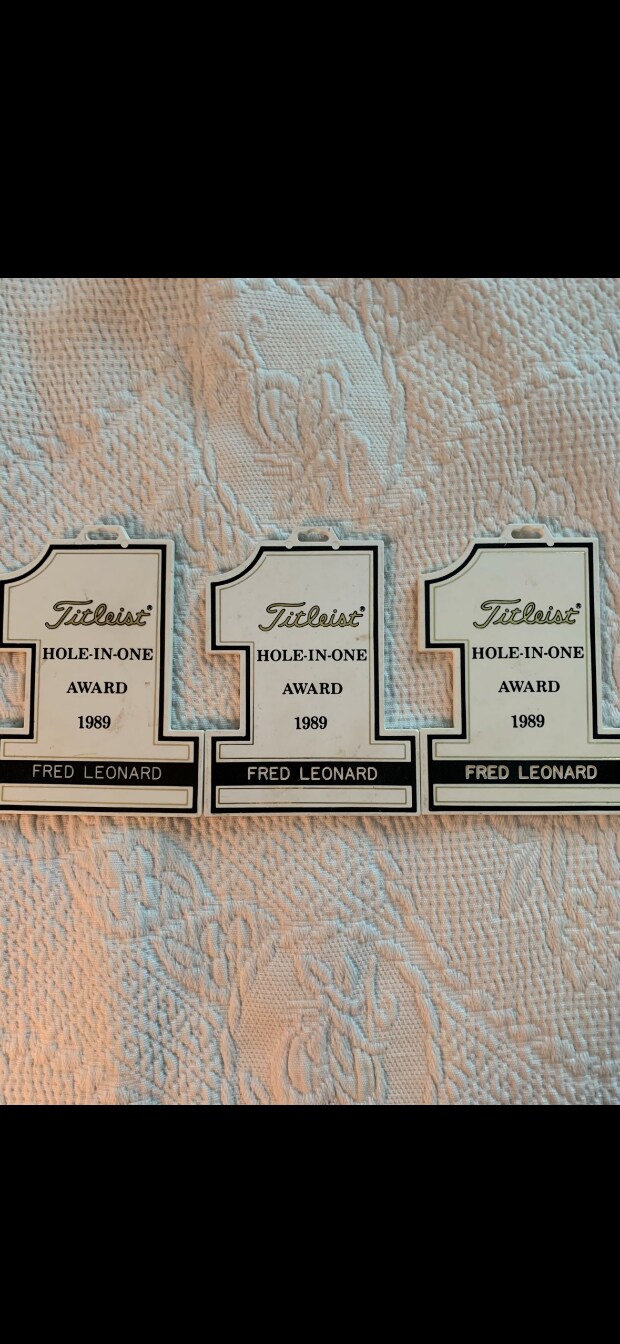 Titleist®
HOLE-IN-ONE
AWARD
1989
FRED LEONARD
Titleist®
HOLE-IN-ONE
AWARD
1989
FRED LEONARD
Titleist®
HOLE-IN-ONE
AWARD
1989
FRED LEONARD